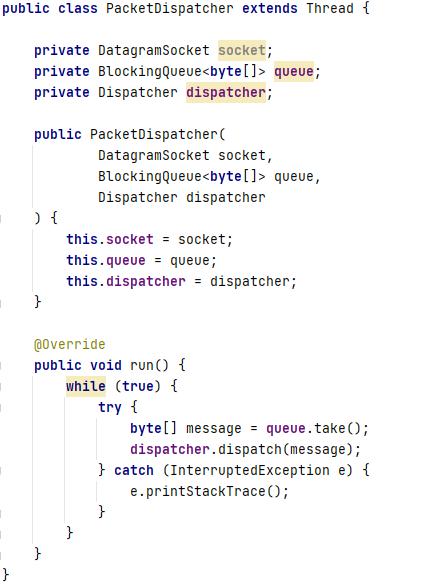 public class PacketDispatcher extends Thread {
private DatagramSocket socket;
private BlockingQueue<byte[]> queue;
private Dispatcher dispatcher;
public PacketDispatcher(
DatagramSocket socket,
BlockingQueue<byte[]> queue,
Dispatcher dispatcher
) {
this.socket = socket;
this.queue = queue;
this.dispatcher = dispatcher;
}
@Override
public void run() {
while (true) {
try {
byte[] message = queue.take();
dispatcher.dispatch(message);
} catch (InterruptedException e) {
e.printStackTrace();
}
}
}
}